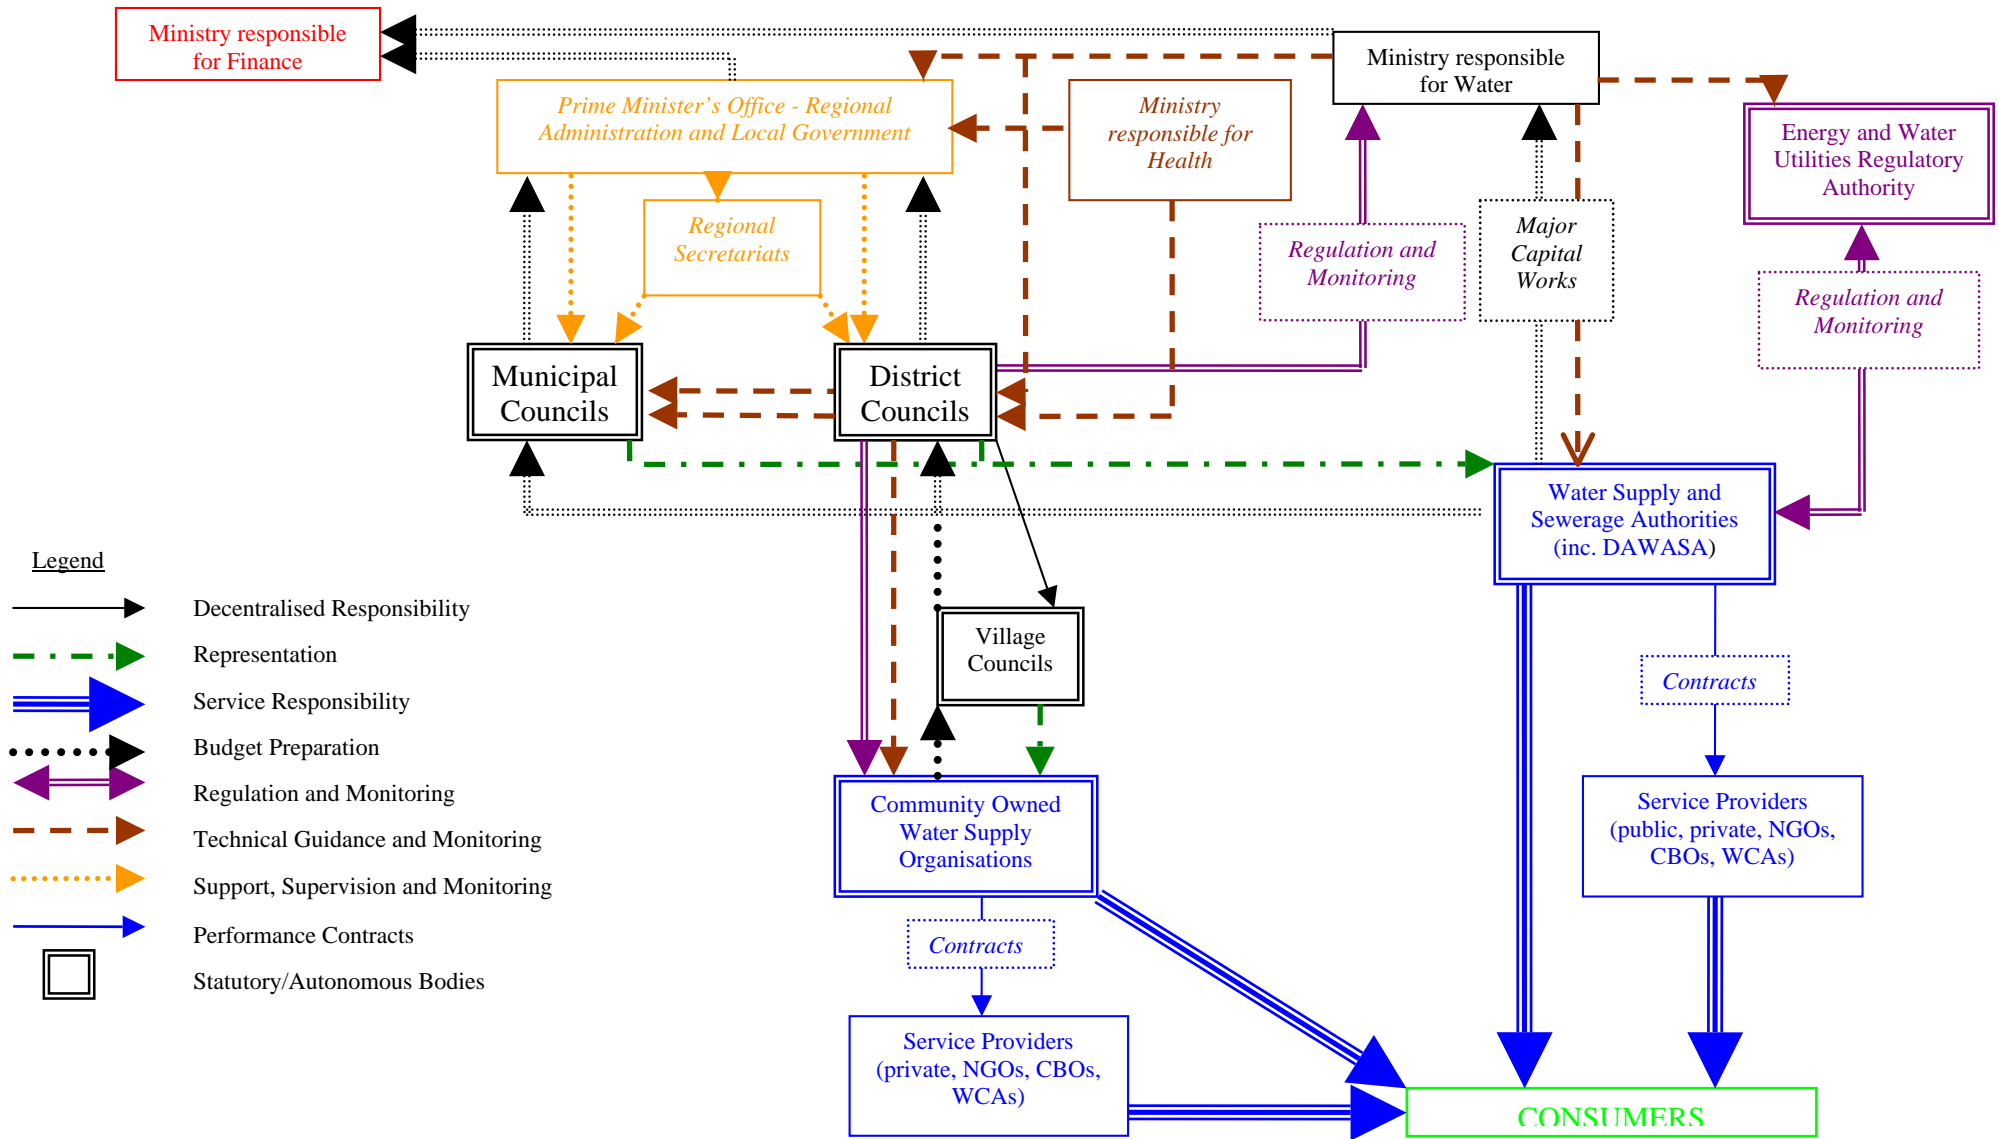 Ministry responsible
for Finance
Ministry responsible
for Water
Prime Minister's Office - Regional
Administration and Local Government
Ministry
responsible for
Health
Energy and Water
Utilities Regulatory
Authority
Regional
Secretariats
Regulation and
Monitoring
Major
Capital
Works
Regulation and
Monitoring
Municipal
Councils
District
Councils
Water Supply and
Sewerage Authorities
(inc. DAWASA)
Legend
Decentralised Responsibility
Representation
Service Responsibility
Budget Preparation
Regulation and Monitoring
Technical Guidance and Monitoring
Support, Supervision and Monitoring
Performance Contracts
Statutory/Autonomous Bodies
Village
Councils
Contracts
Community Owned
Water Supply
Organisations
Service Providers
(public, private, NGOs,
CBOs, WCAs)
Contracts
Service Providers
(private, NGOs, CBOs,
WCAs)
CONSUMERS